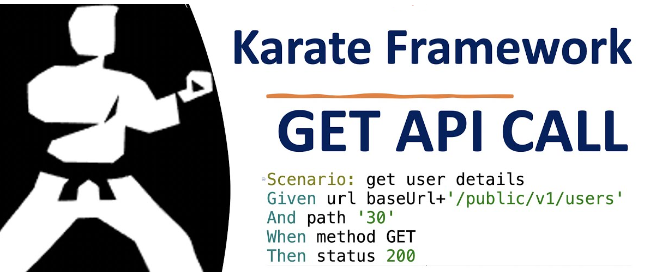 Karate Framework
GET API CALL
Scenario: get user details
Given url baseUrl+'/public/v1/users'
And path '30'
When method GET
Then status 200